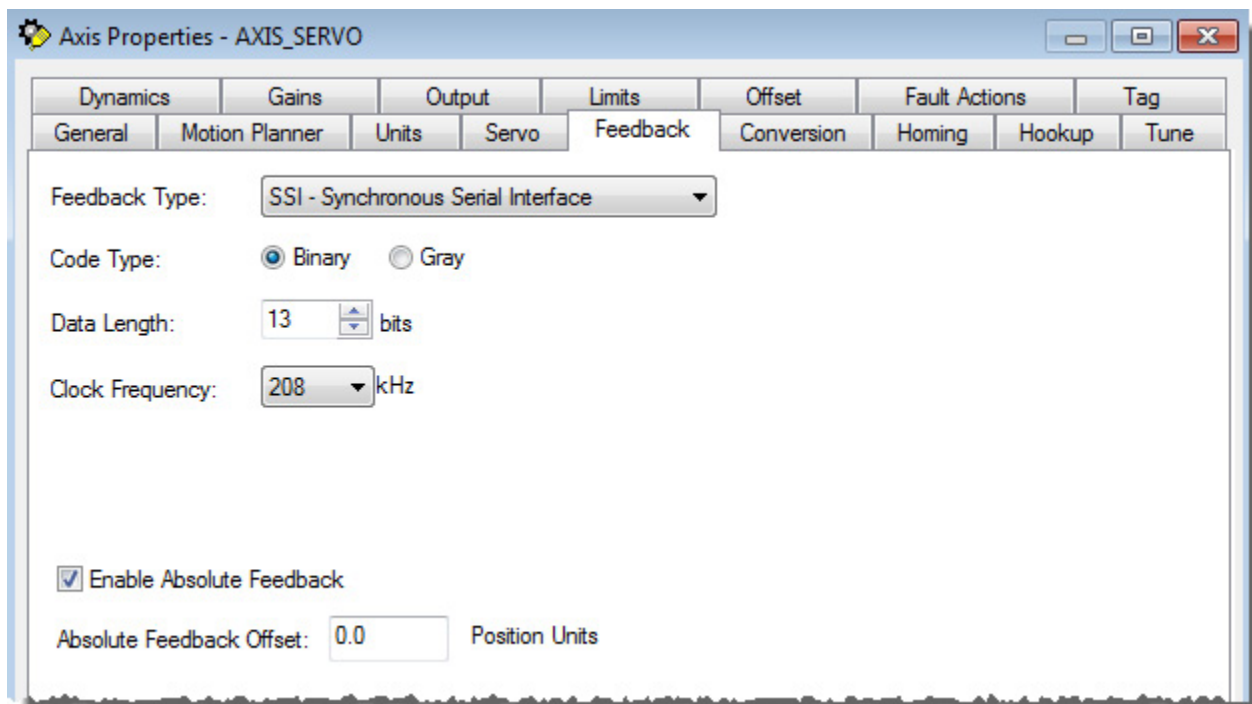 Axis Properties - AXIS_SERVO
Dynamics Gains Output Limits Offset Fault Actions Tag
General Motion Planner Units Servo Feedback Conversion Homing Hookup Tune
Feedback Type: SSI - Synchronous Serial Interface
Code Type: Binary Gray
Data Length: 13 bits
Clock Frequency: 208 kHz
Enable Absolute Feedback
Absolute Feedback Offset: 0.0 Position Units